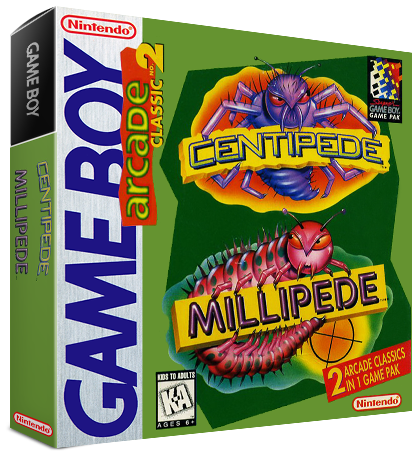 Nintendo
GAME BOY
CENTIPEDE
MILLIPEDE
Nintendo
GAME BOY
arcade
CLASSIC NO. 2
CENTIPEDE
GAME BOY
GAME PAK
MILLIPEDE
2 ARCADE CLASSICS
IN 1 GAME PAK
KIDS TO ADULTS
KA
AGES 6+
Nintendo